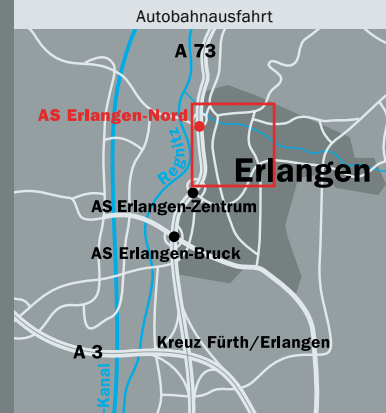 Autobahnausfahrt
A 73
AS Erlangen-Nord
Regnitz
Erlangen
AS Erlangen-Zentrum
AS Erlangen-Bruck
Kreuz Fürth/Erlangen
A 3
-Kanal